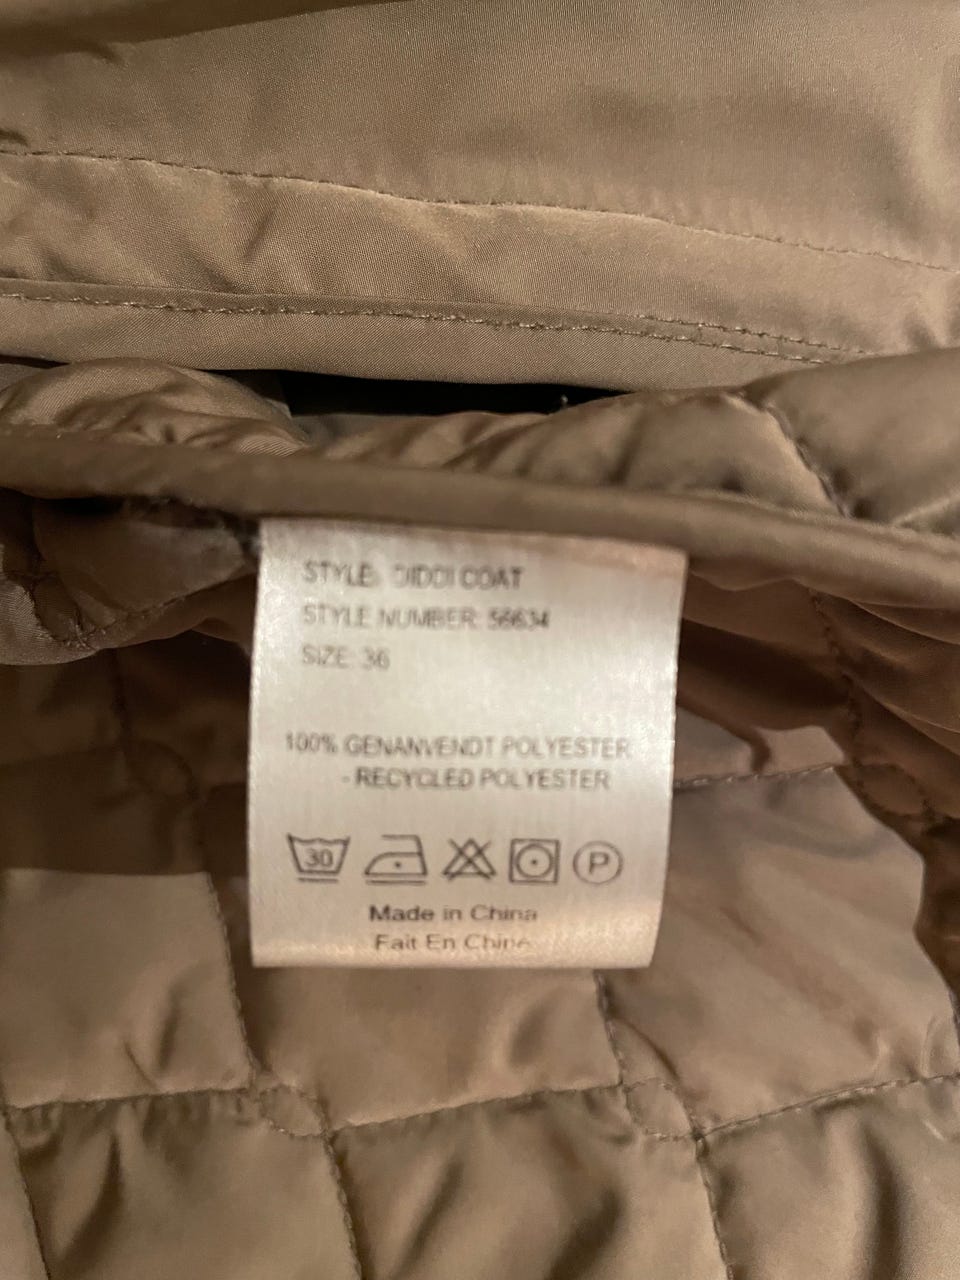 STYLE: DIDDI COAT
STYLE NUMBER: 56634
SIZE: 36
100% GENANVENDT POLYESTER
- RECYCLED POLYESTER
30
P
Made in China
Fait En Chine